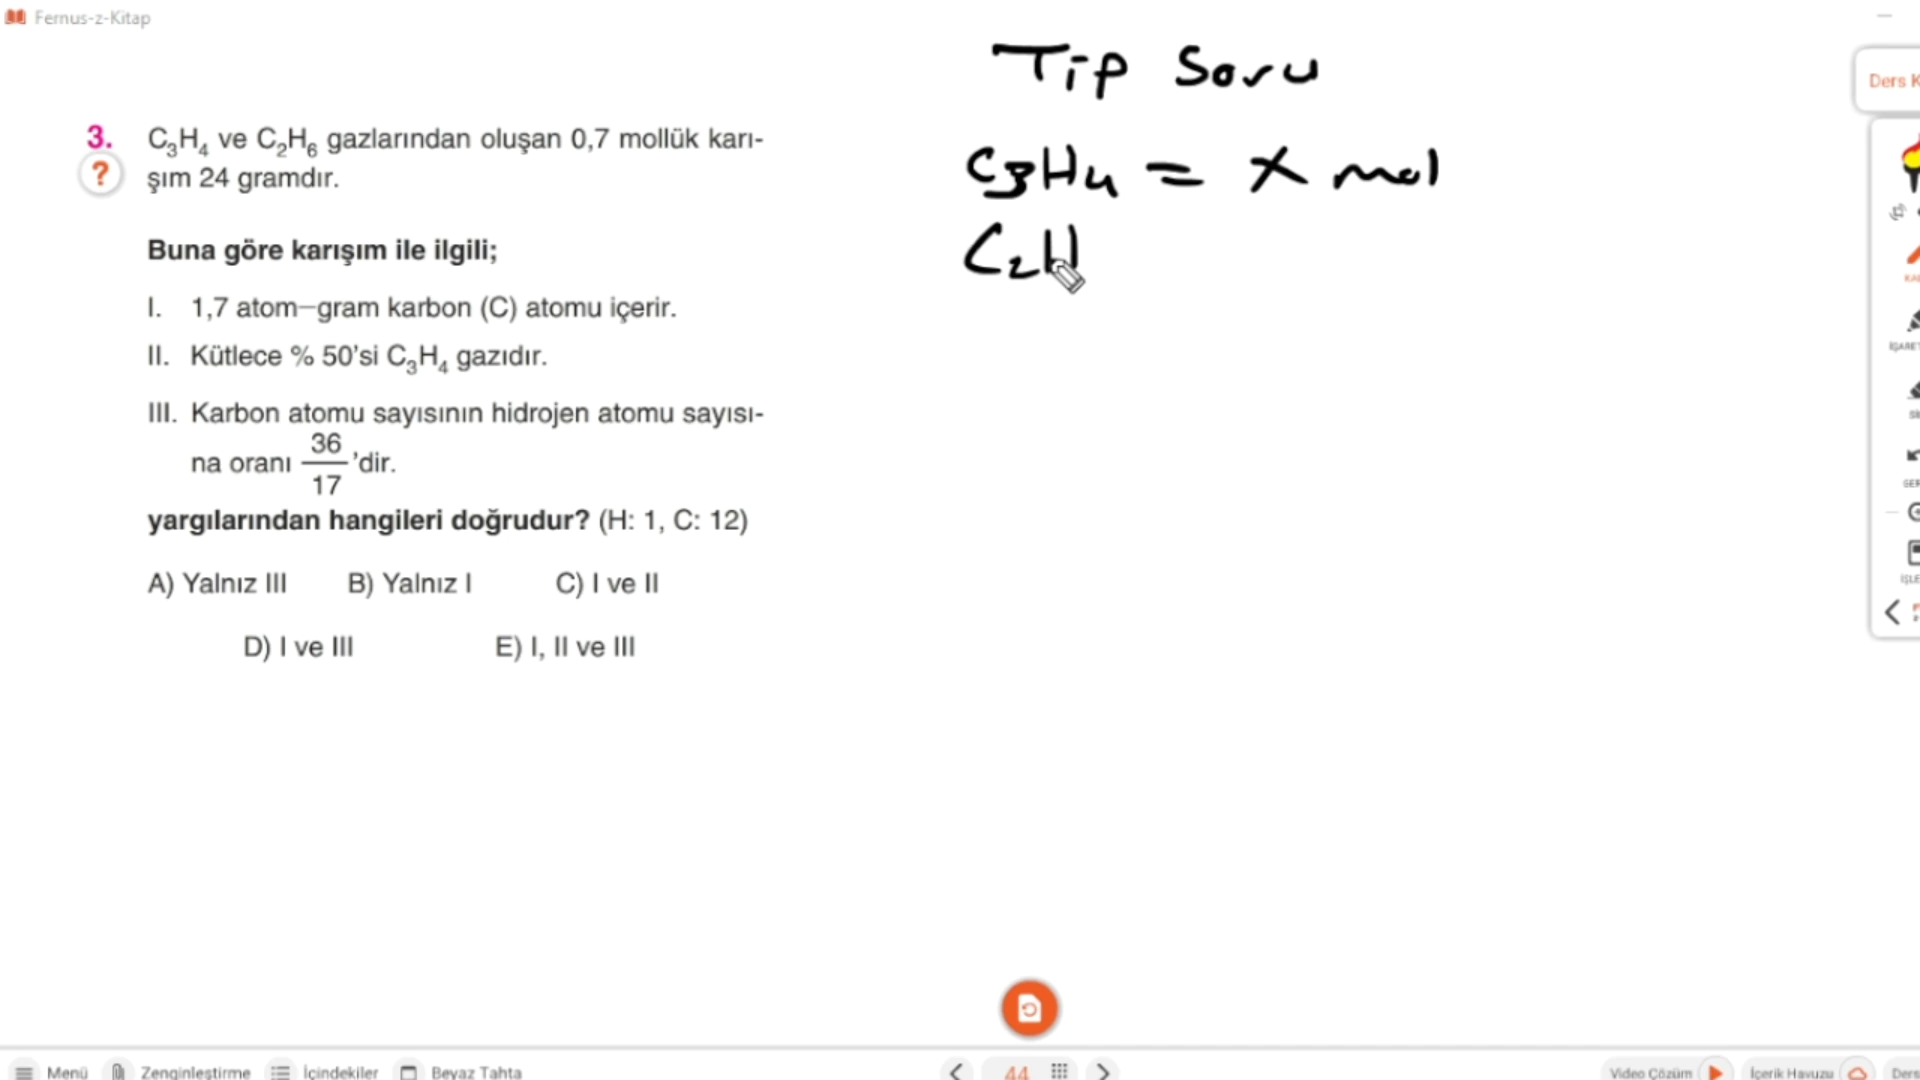 Fernus-z-Kitap
Tip Soru
Ders K
3. C₃H₄ ve C₂H₆ gazlarından oluşan 0,7 mollük karı-
şım 24 gramdır.
C₃H₄ = X mol
C₂H
Buna göre karışım ile ilgili;
I. 1,7 atom–gram karbon (C) atomu içerir.
II. Kütlece % 50'si C₃H₄ gazıdır.
III. Karbon atomu sayısının hidrojen atomu sayısı-
na oranı 36/17 'dir.
yargılarından hangileri doğrudur? (H: 1, C: 12)
A) Yalnız III B) Yalnız I C) I ve II
D) I ve III E) I, II ve III
Menü Zenginleştirme İçindekiler Beyaz Tahta 44 Video Çözüm İçerik Havuzu Ders